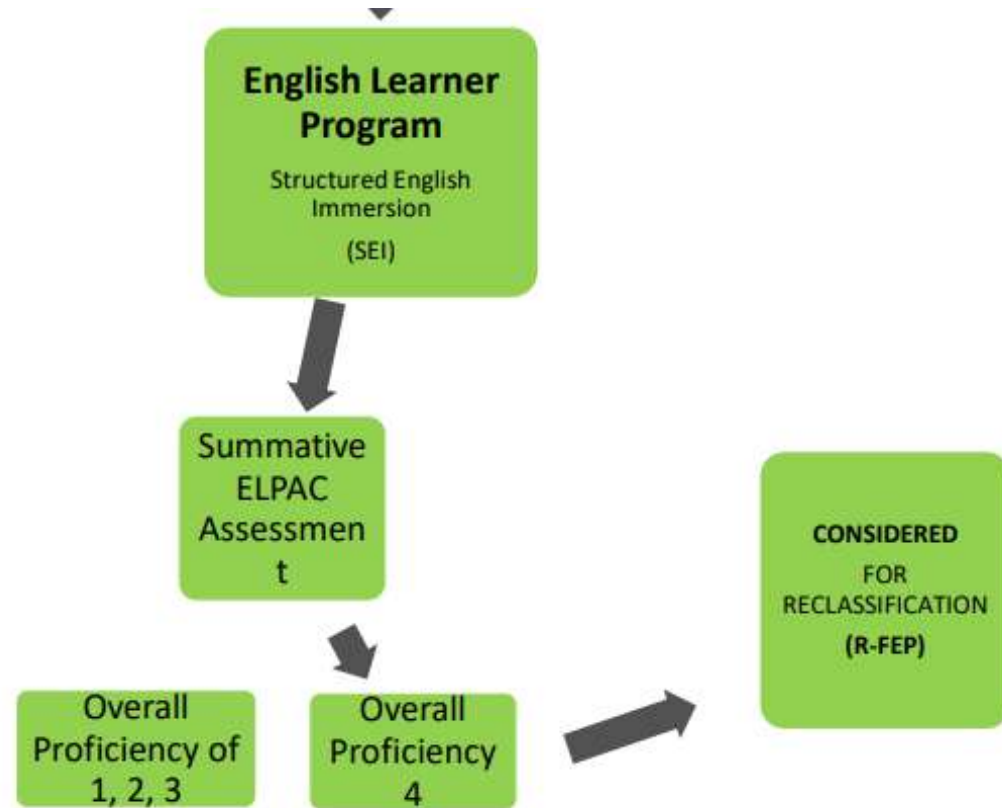 English Learner
Program
Structured English
Immersion
(SEI)
Summative
ELPAC
Assessmen
t
CONSIDERED
FOR
RECLASSIFICATION
(R-FEP)
Overall
Proficiency of
1, 2, 3
Overall
Proficiency
4